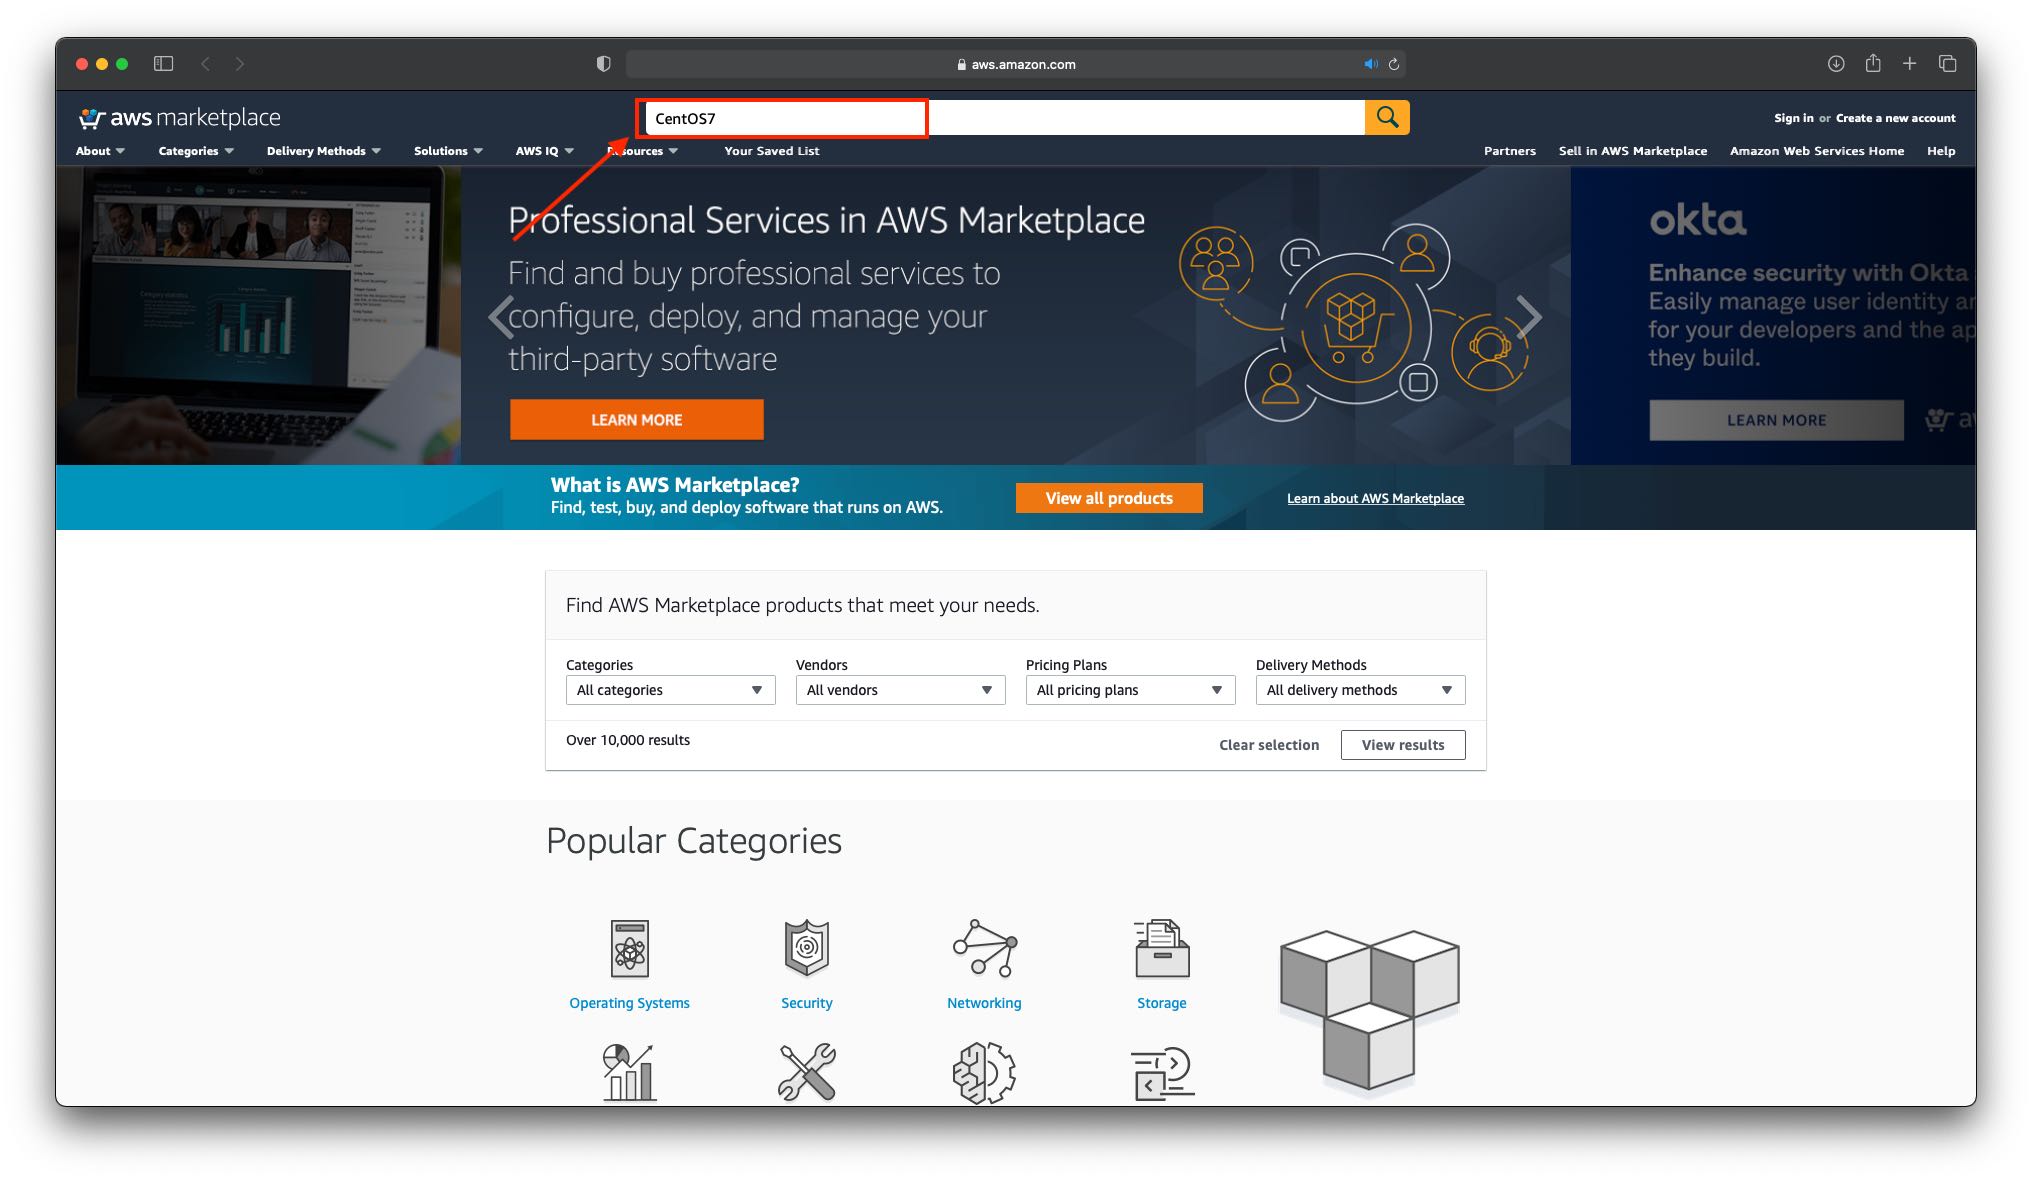 aws.amazon.com
aws marketplace
CentOS7
Sign in or Create a new account
About
Categories
Delivery Methods
Solutions
AWS IQ
Resources
Your Saved List
Partners
Sell in AWS Marketplace
Amazon Web Services Home
Help
Professional Services in AWS Marketplace
Find and buy professional services to
configure, deploy, and manage your
third-party software
LEARN MORE
okta
Enhance security with Okta
Easily manage user identity
for your developers and the
they build.
LEARN MORE
What is AWS Marketplace?
Find, test, buy, and deploy software that runs on AWS.
View all products
Learn about AWS Marketplace
Find AWS Marketplace products that meet your needs.
Categories
All categories
Vendors
All vendors
Pricing Plans
All pricing plans
Delivery Methods
All delivery methods
Over 10,000 results
Clear selection
View results
Popular Categories
Operating Systems
Security
Networking
Storage